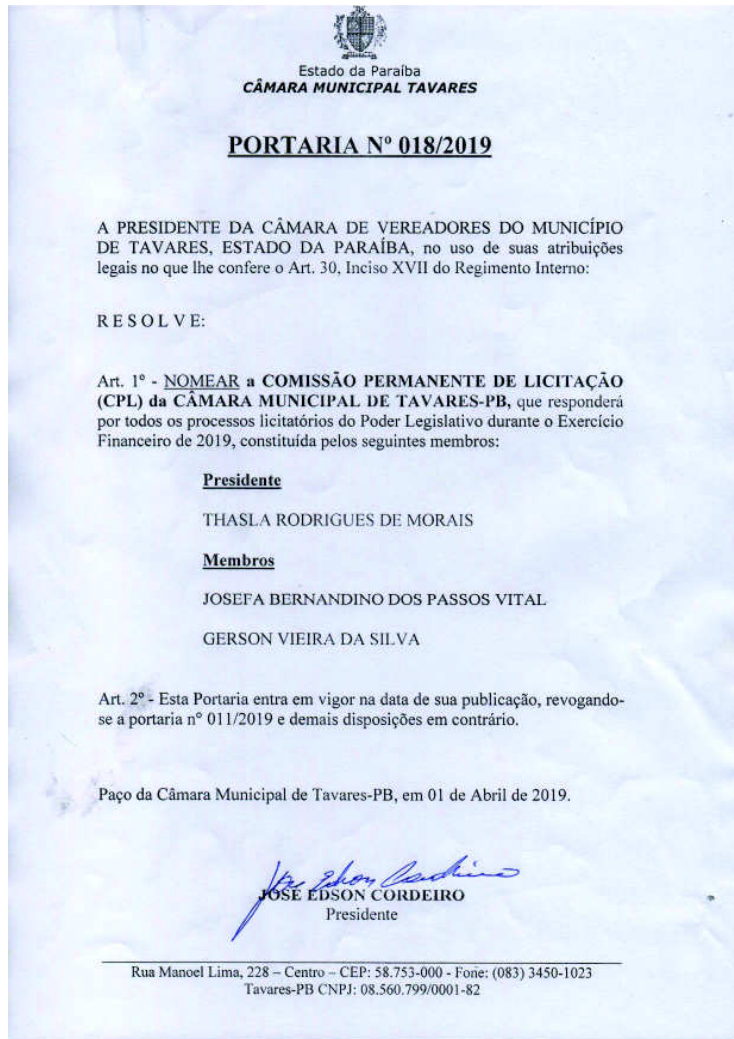 Estado da Paraíba
CÂMARA MUNICIPAL TAVARES
PORTARIA Nº 018/2019
A PRESIDENTE DA CÂMARA DE VEREADORES DO MUNICÍPIO
DE TAVARES, ESTADO DA PARAÍBA, no uso de suas atribuições
legais no que lhe confere o Art. 30, Inciso XVII do Regimento Interno:
R E S O L V E:
Art. 1º - NOMEAR a COMISSÃO PERMANENTE DE LICITAÇÃO
(CPL) da CÂMARA MUNICIPAL DE TAVARES-PB, que responderá
por todos os processos licitatórios do Poder Legislativo durante o Exercício
Financeiro de 2019, constituída pelos seguintes membros:
Presidente
THASLA RODRIGUES DE MORAIS
Membros
JOSEFA BERNANDINO DOS PASSOS VITAL
GERSON VIEIRA DA SILVA
Art. 2º - Esta Portaria entra em vigor na data de sua publicação, revogando-
se a portaria nº 011/2019 e demais disposições em contrário.
Paço da Câmara Municipal de Tavares-PB, em 01 de Abril de 2019.
José Edson Cordeiro
JOSÉ EDSON CORDEIRO
Presidente
Rua Manoel Lima, 228 – Centro – CEP: 58.753-000 - Fone: (083) 3450-1023
Tavares-PB CNPJ: 08.560.799/0001-82